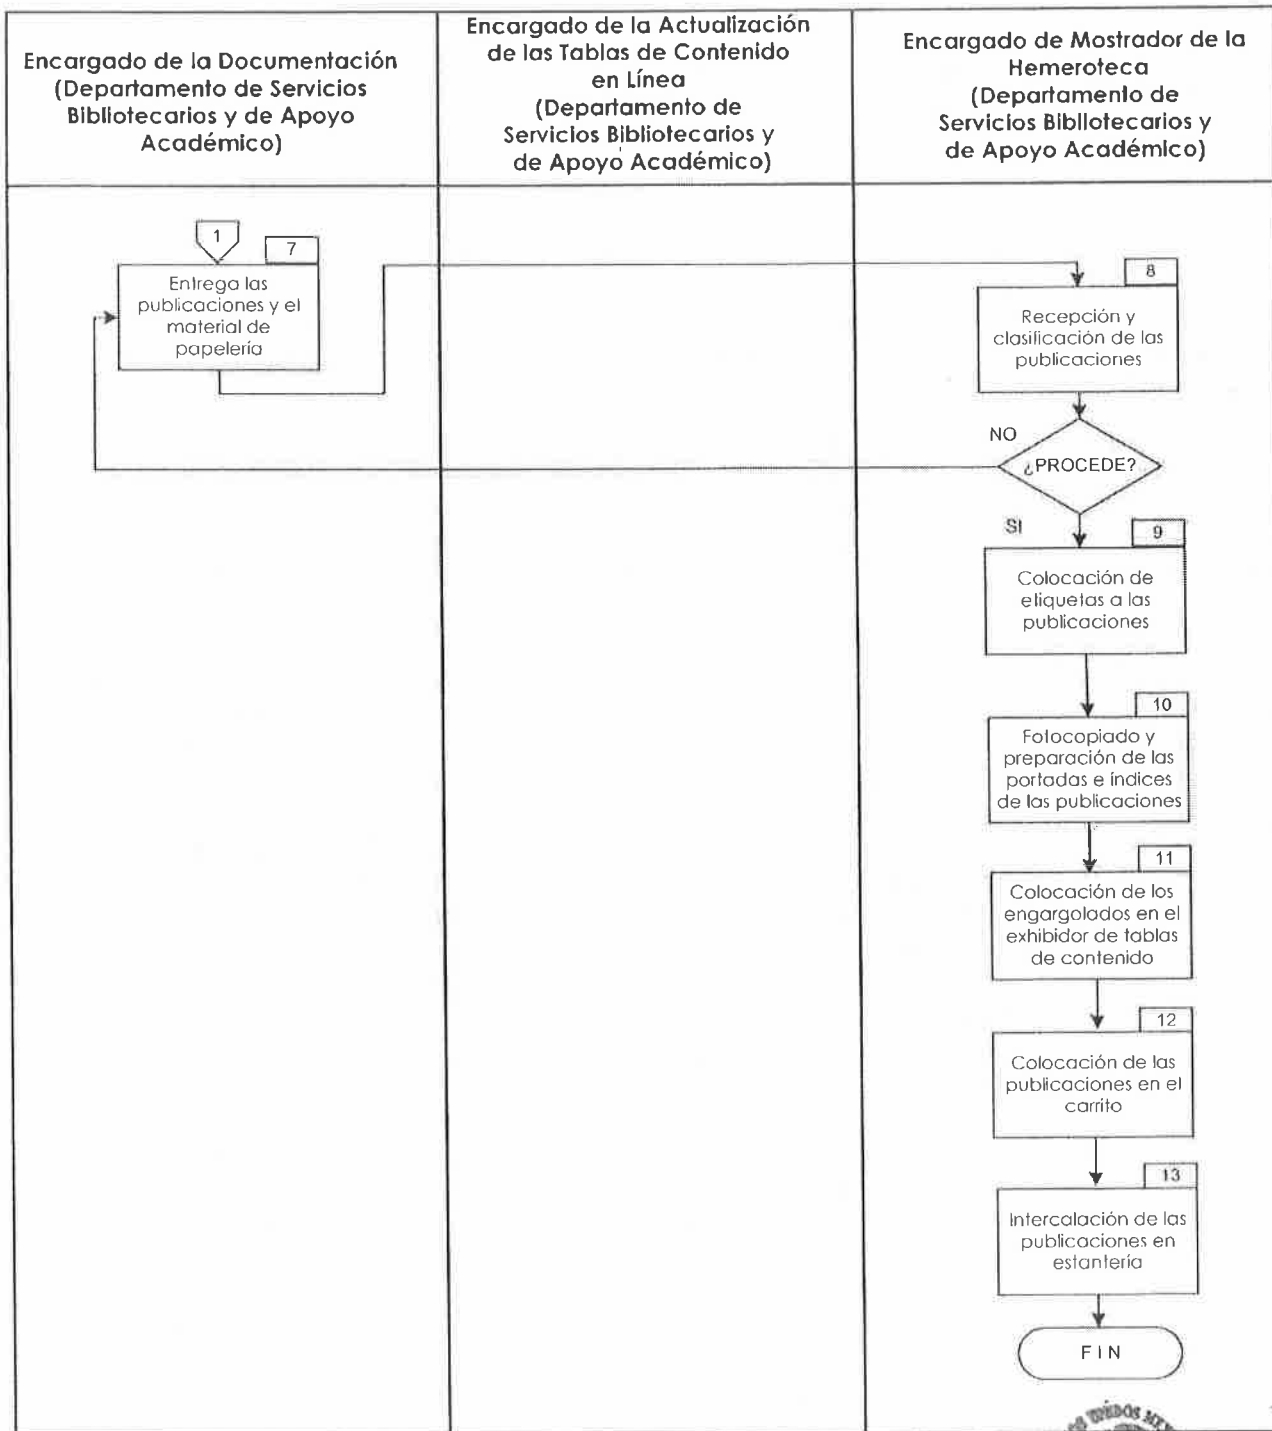 Encargado de la Documentación
(Departamento de Servicios
Bibliotecarios y de Apoyo
Académico)
Encargado de la Actualización
de las Tablas de Contenido
en Línea
(Departamento de
Servicios Bibliotecarios y
de Apoyo Académico)
Encargado de Mostrador de la
Hemeroteca
(Departamento de
Servicios Bibliotecarios y
de Apoyo Académico)
1
7
Entrega las
publicaciones y el
material de
papelería
8
Recepción y
clasificación de las
publicaciones
NO
¿PROCEDE?
SI
9
Colocación de
etiquetas a las
publicaciones
10
Fotocopiado y
preparación de las
portadas e índices
de las publicaciones
11
Colocación de los
engargolados en el
exhibidor de tablas
de contenido
12
Colocación de las
publicaciones en el
carrito
13
Intercalación de las
publicaciones en
estantería
F I N